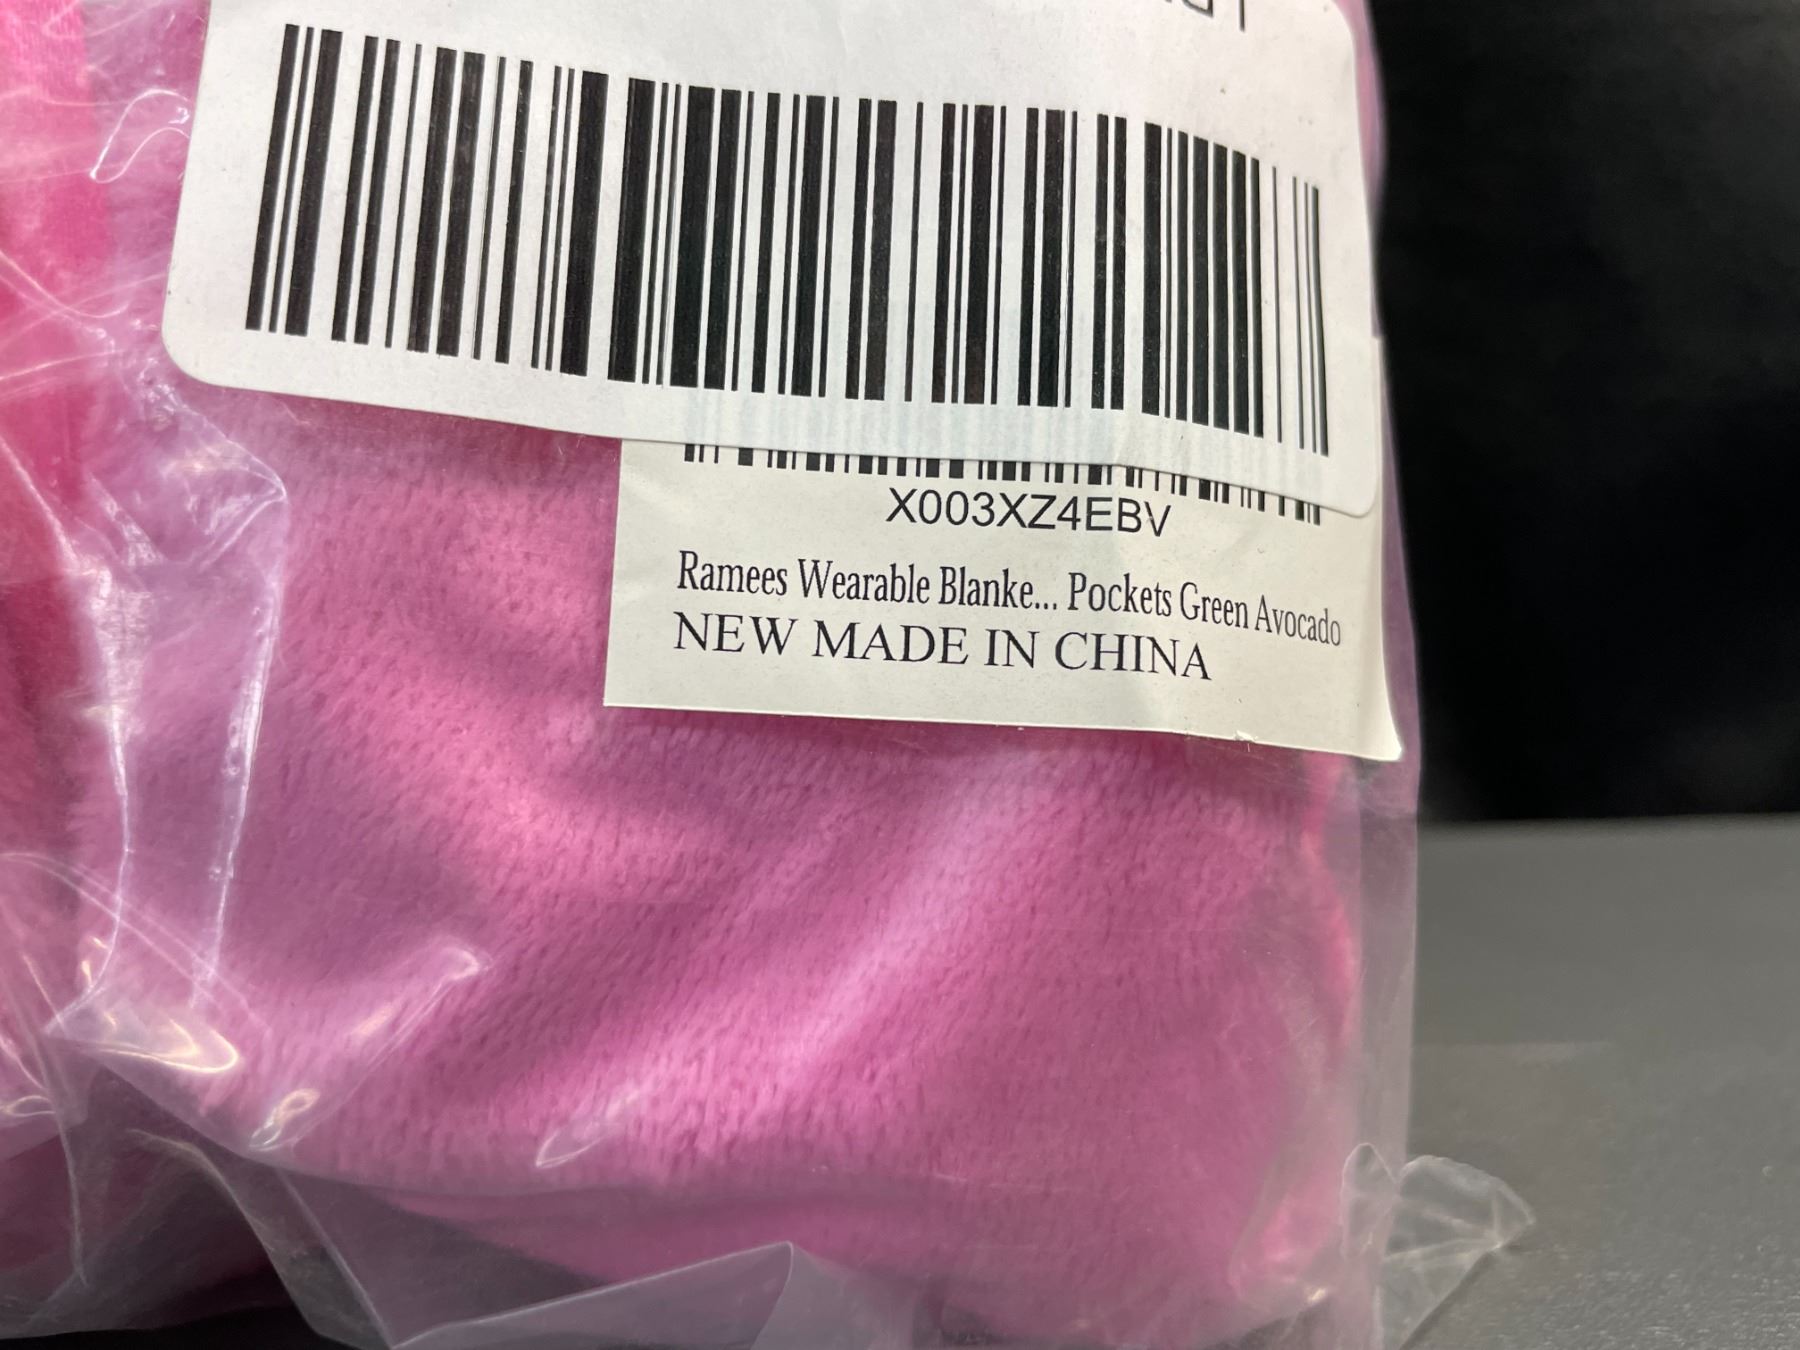 X003XZ4EBV
Ramees Wearable Blanke... Pockets Green Avocado
NEW MADE IN CHINA